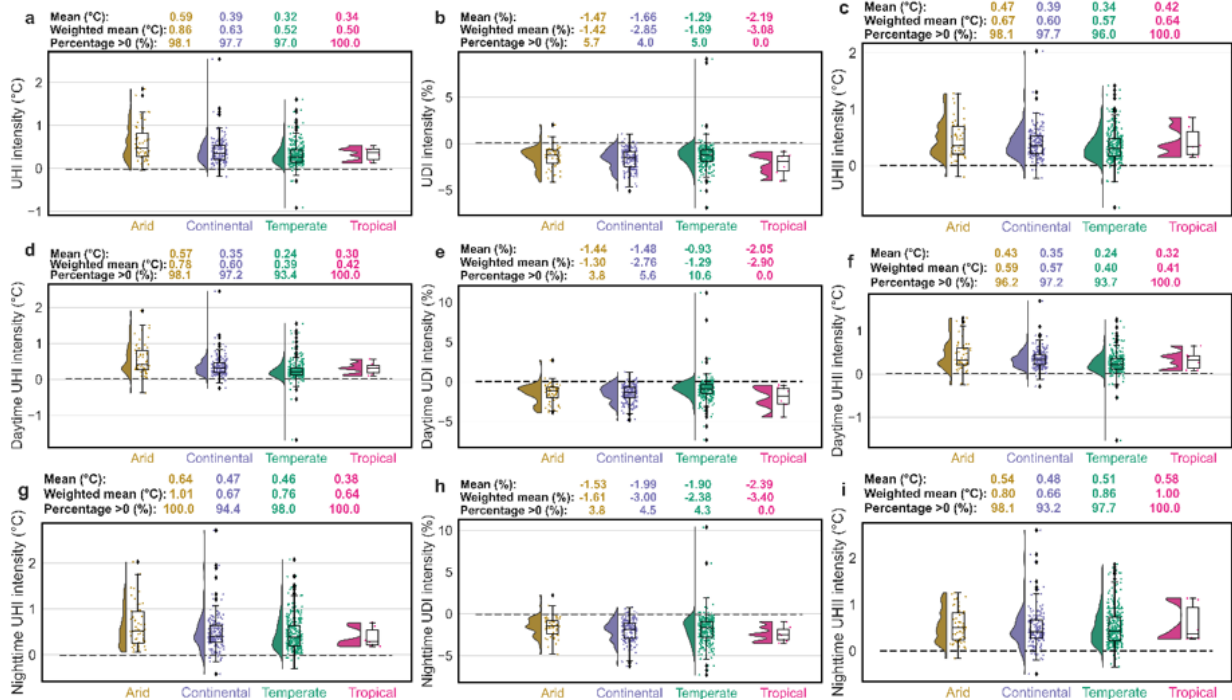 a
Mean (°C): 0.59 0.39 0.32 0.34
Weighted mean (°C): 0.86 0.63 0.52 0.50
Percentage >0 (%): 98.1 97.7 97.0 100.0
UHI intensity (°C)
2
1
0
−1
Arid Continental Temperate Tropical
b
Mean (%): -1.47 -1.66 -1.29 -2.19
Weighted mean (%): -1.42 -2.85 -1.69 -3.08
Percentage >0 (%): 5.7 4.0 5.0 0.0
UDI intensity (%)
5
0
−5
Arid Continental Temperate Tropical
c
Mean (°C): 0.47 0.39 0.34 0.42
Weighted mean (°C): 0.67 0.60 0.57 0.64
Percentage >0 (%): 98.1 97.7 96.0 100.0
UHII intensity (°C)
2
1
0
Arid Continental Temperate Tropical
d
Mean (°C): 0.57 0.35 0.24 0.30
Weighted mean (°C): 0.78 0.60 0.39 0.42
Percentage >0 (%): 98.1 97.2 93.4 100.0
Daytime UHI intensity (°C)
2
1
0
−1
Arid Continental Temperate Tropical
e
Mean (%): -1.44 -1.48 -0.93 -2.05
Weighted mean (%): -1.30 -2.76 -1.29 -2.90
Percentage >0 (%): 3.8 5.6 10.6 0.0
Daytime UDI intensity (%)
10
5
0
−5
Arid Continental Temperate Tropical
f
Mean (°C): 0.43 0.35 0.24 0.32
Weighted mean (°C): 0.59 0.57 0.40 0.41
Percentage >0 (%): 96.2 97.2 93.7 100.0
Daytime UHII intensity (°C)
1
0
−1
Arid Continental Temperate Tropical
g
Mean (°C): 0.64 0.47 0.46 0.38
Weighted mean (°C): 1.01 0.67 0.76 0.64
Percentage >0 (%): 100.0 94.4 98.0 100.0
Nighttime UHI intensity (°C)
2
1
0
Arid Continental Temperate Tropical
h
Mean (%): -1.53 -1.99 -1.90 -2.39
Weighted mean (%): -1.61 -3.00 -2.38 -3.40
Percentage >0 (%): 3.8 4.5 4.3 0.0
Nighttime UDI intensity (%)
10
5
0
−5
Arid Continental Temperate Tropical
i
Mean (°C): 0.54 0.48 0.51 0.58
Weighted mean (°C): 0.80 0.66 0.86 1.00
Percentage >0 (%): 98.1 93.2 97.7 100.0
Nighttime UHII intensity (°C)
2
1
0
Arid Continental Temperate Tropical